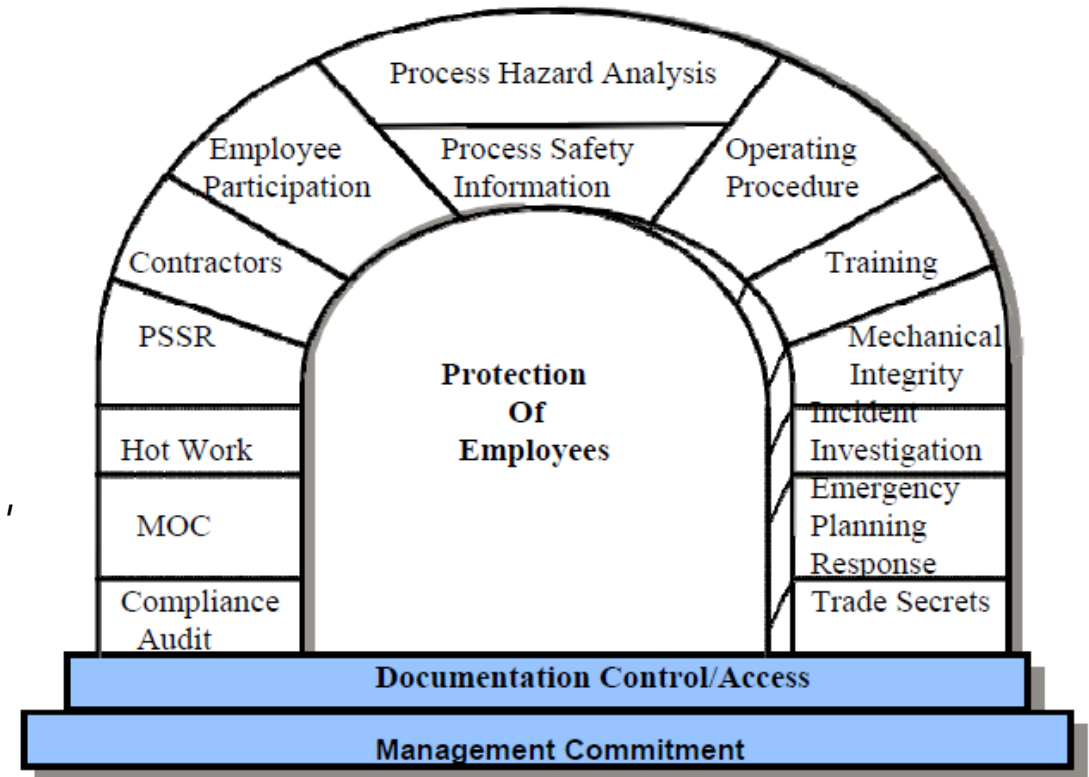 Process Hazard Analysis
Process Safety
Information
Employee
Participation
Operating
Procedure
Contractors
Training
PSSR
Mechanical
Integrity
Protection
Of
Employees
Hot Work
Incident
Investigation
MOC
Emergency
Planning
Response
Compliance
Audit
Trade Secrets
Documentation Control/Access
Management Commitment